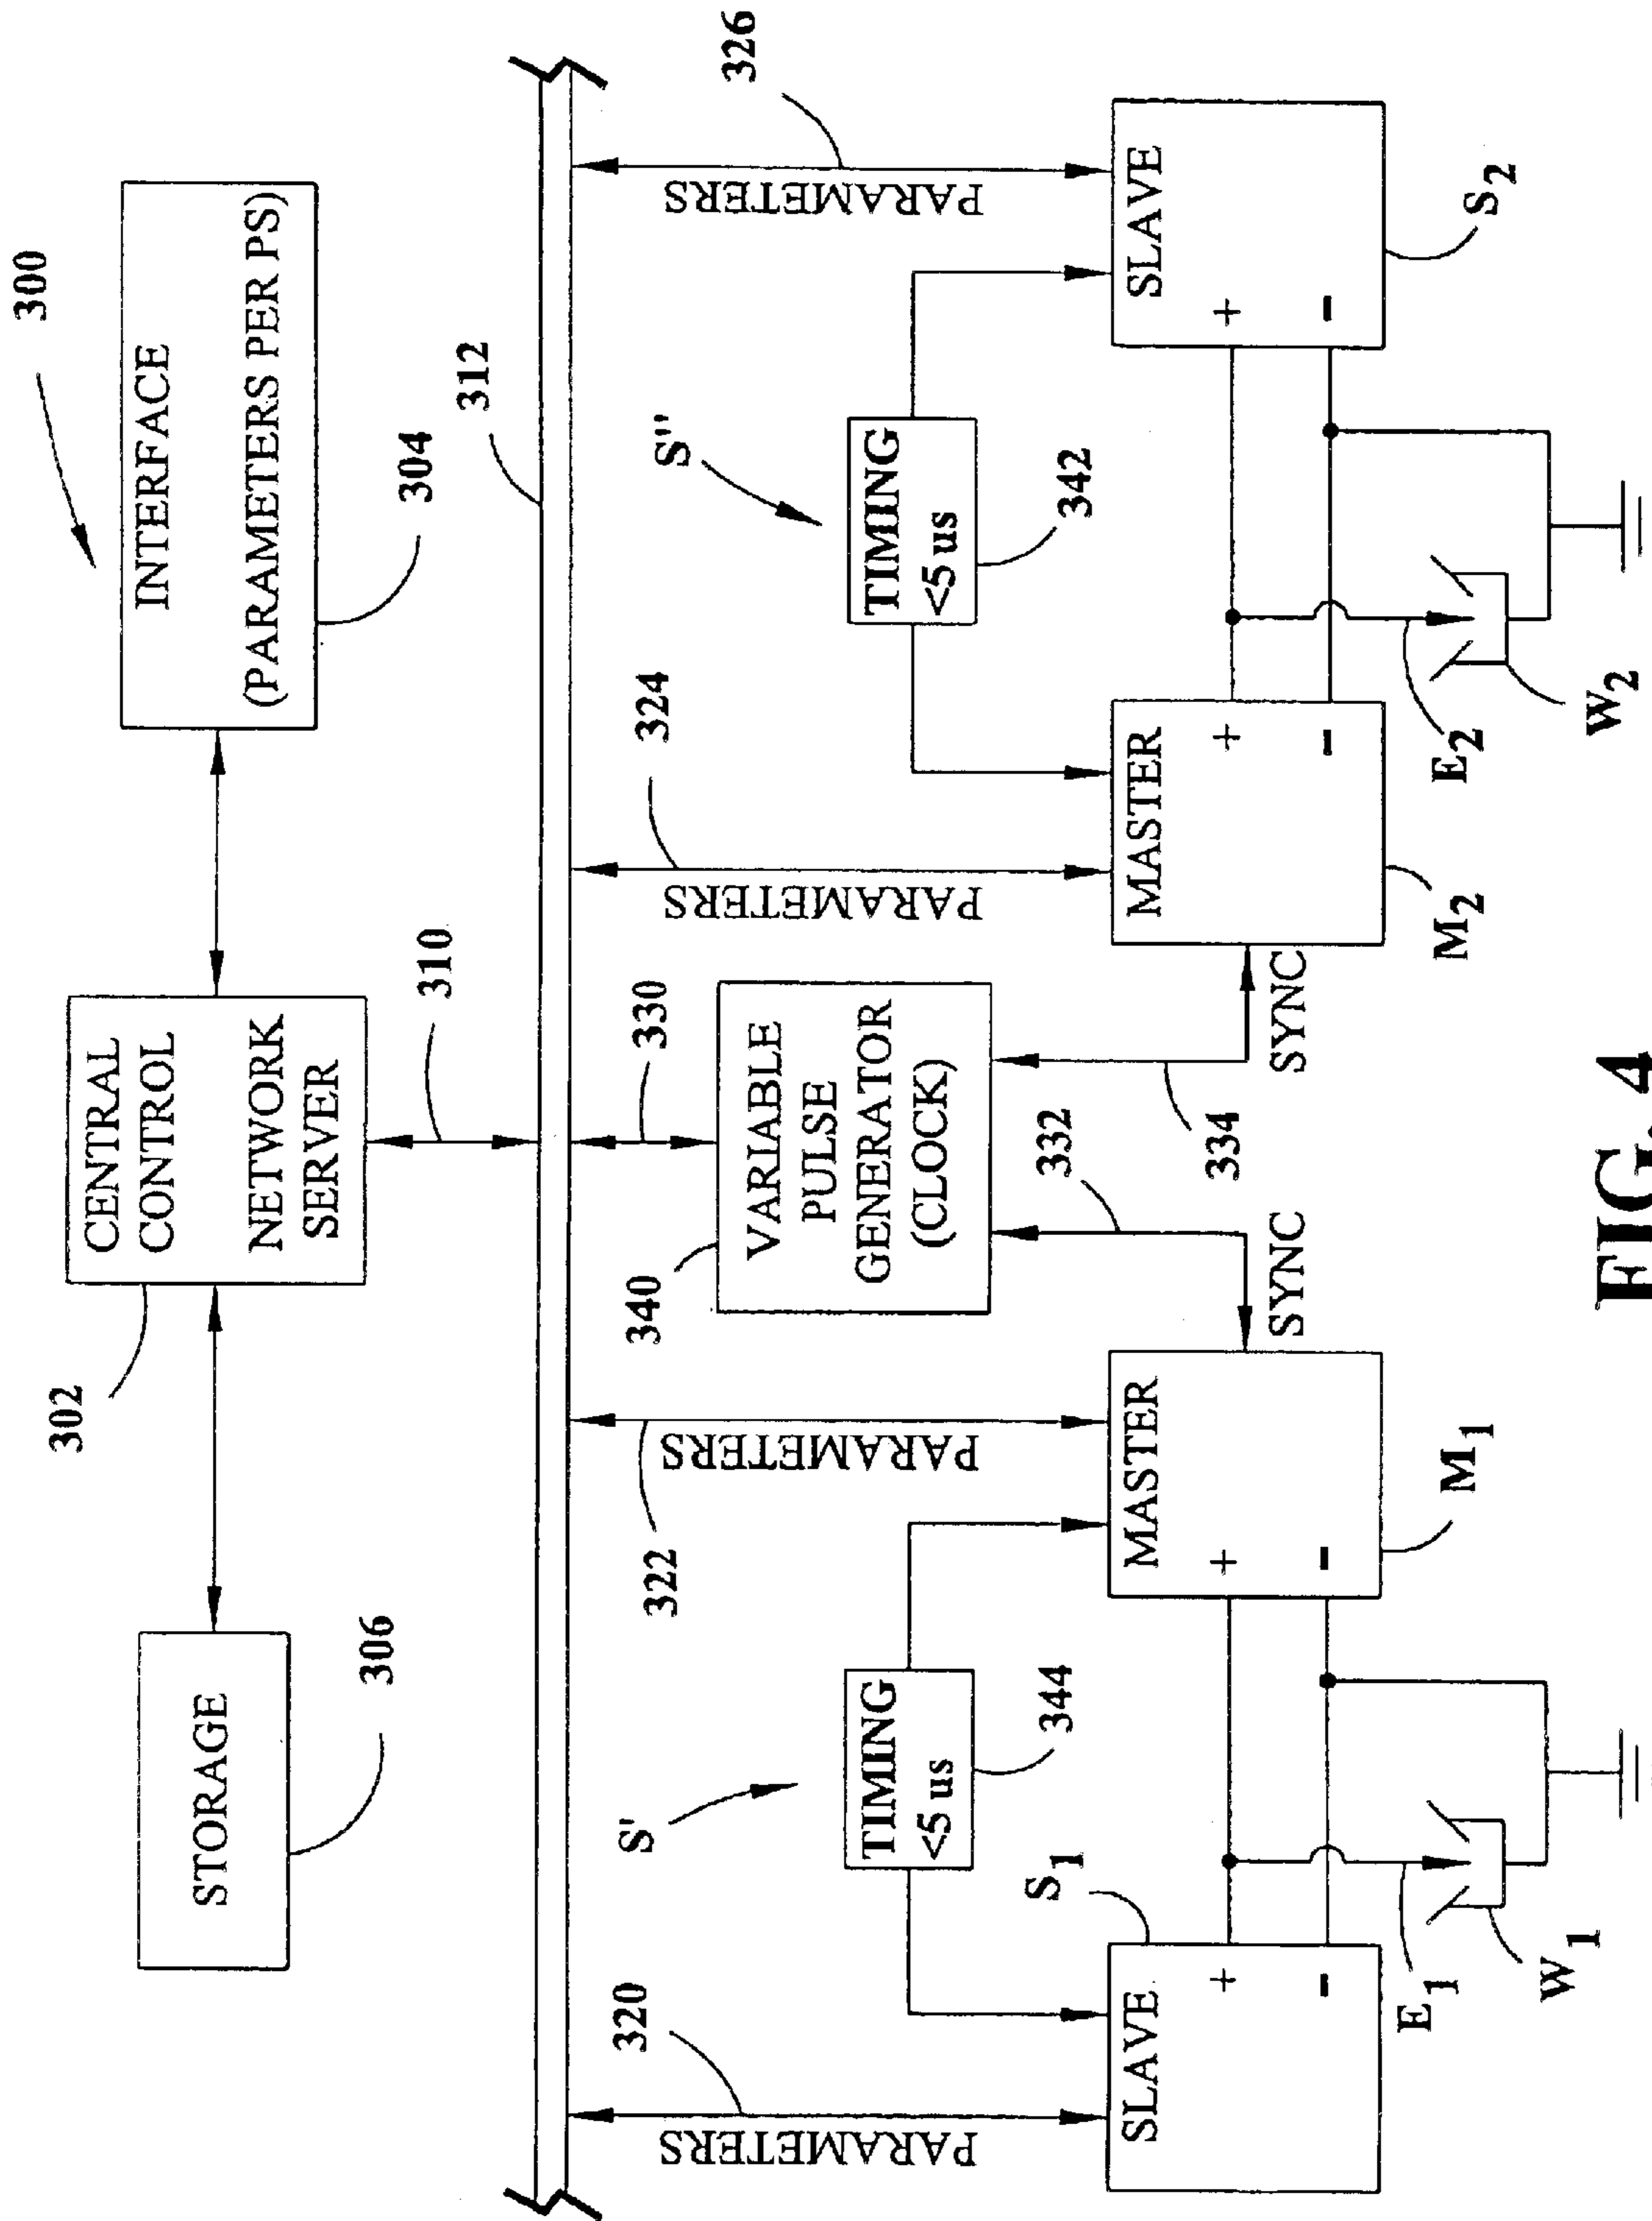 300
INTERFACE
(PARAMETERS PER PS)
304
CENTRAL
CONTROL
NETWORK
SERVER
302
STORAGE
306
310
312
320
PARAMETERS
322
PARAMETERS
330
324
PARAMETERS
326
PARAMETERS
340
VARIABLE
PULSE
GENERATOR
(CLOCK)
332
334
SYNC
SYNC
S'
TIMING
<5 us
344
S''
TIMING
<5 us
342
SLAVE
+
-
S1
MASTER
+
-
M1
MASTER
+
-
M2
SLAVE
+
-
S2
E1
W1
E2
W2
FIG. 4